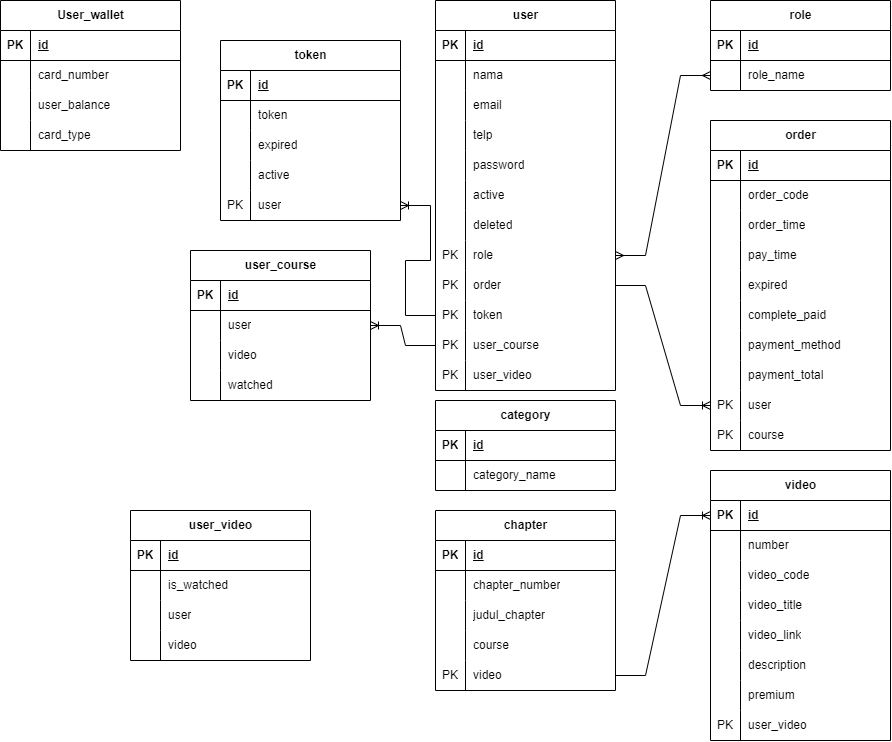 User_wallet
PK id
card_number
user_balance
card_type
token
PK id
token
expired
active
PK user
user
PK id
nama
email
telp
password
active
deleted
PK role
PK order
PK token
PK user_course
PK user_video
role
PK id
role_name
order
PK id
order_code
order_time
pay_time
expired
complete_paid
payment_method
payment_total
PK user
PK course
user_course
PK id
user
video
watched
category
PK id
category_name
user_video
PK id
is_watched
user
video
chapter
PK id
chapter_number
judul_chapter
course
PK video
video
PK id
number
video_code
video_title
video_link
description
premium
PK user_video